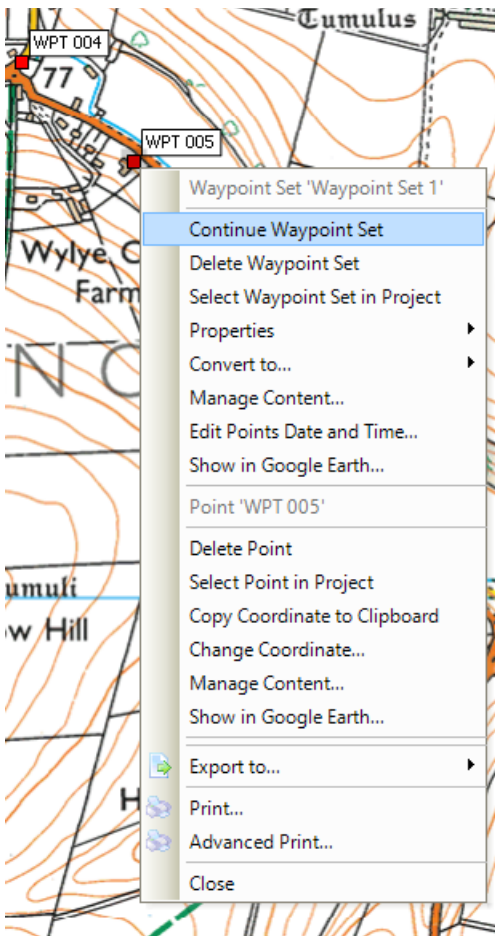 Tumulus
WPT 004
77
WPT 005
Waypoint Set 'Waypoint Set 1'
Continue Waypoint Set
Wylye, C
Delete Waypoint Set
Farm
Select Waypoint Set in Project
Properties
N C
Convert to...
Manage Content...
Edit Points Date and Time...
Show in Google Earth...
Point 'WPT 005'
Delete Point
umuli
Select Point in Project
Copy Coordinate to Clipboard
w Hill
Change Coordinate...
Manage Content...
Show in Google Earth...
Export to...
H
Print...
Advanced Print...
Close